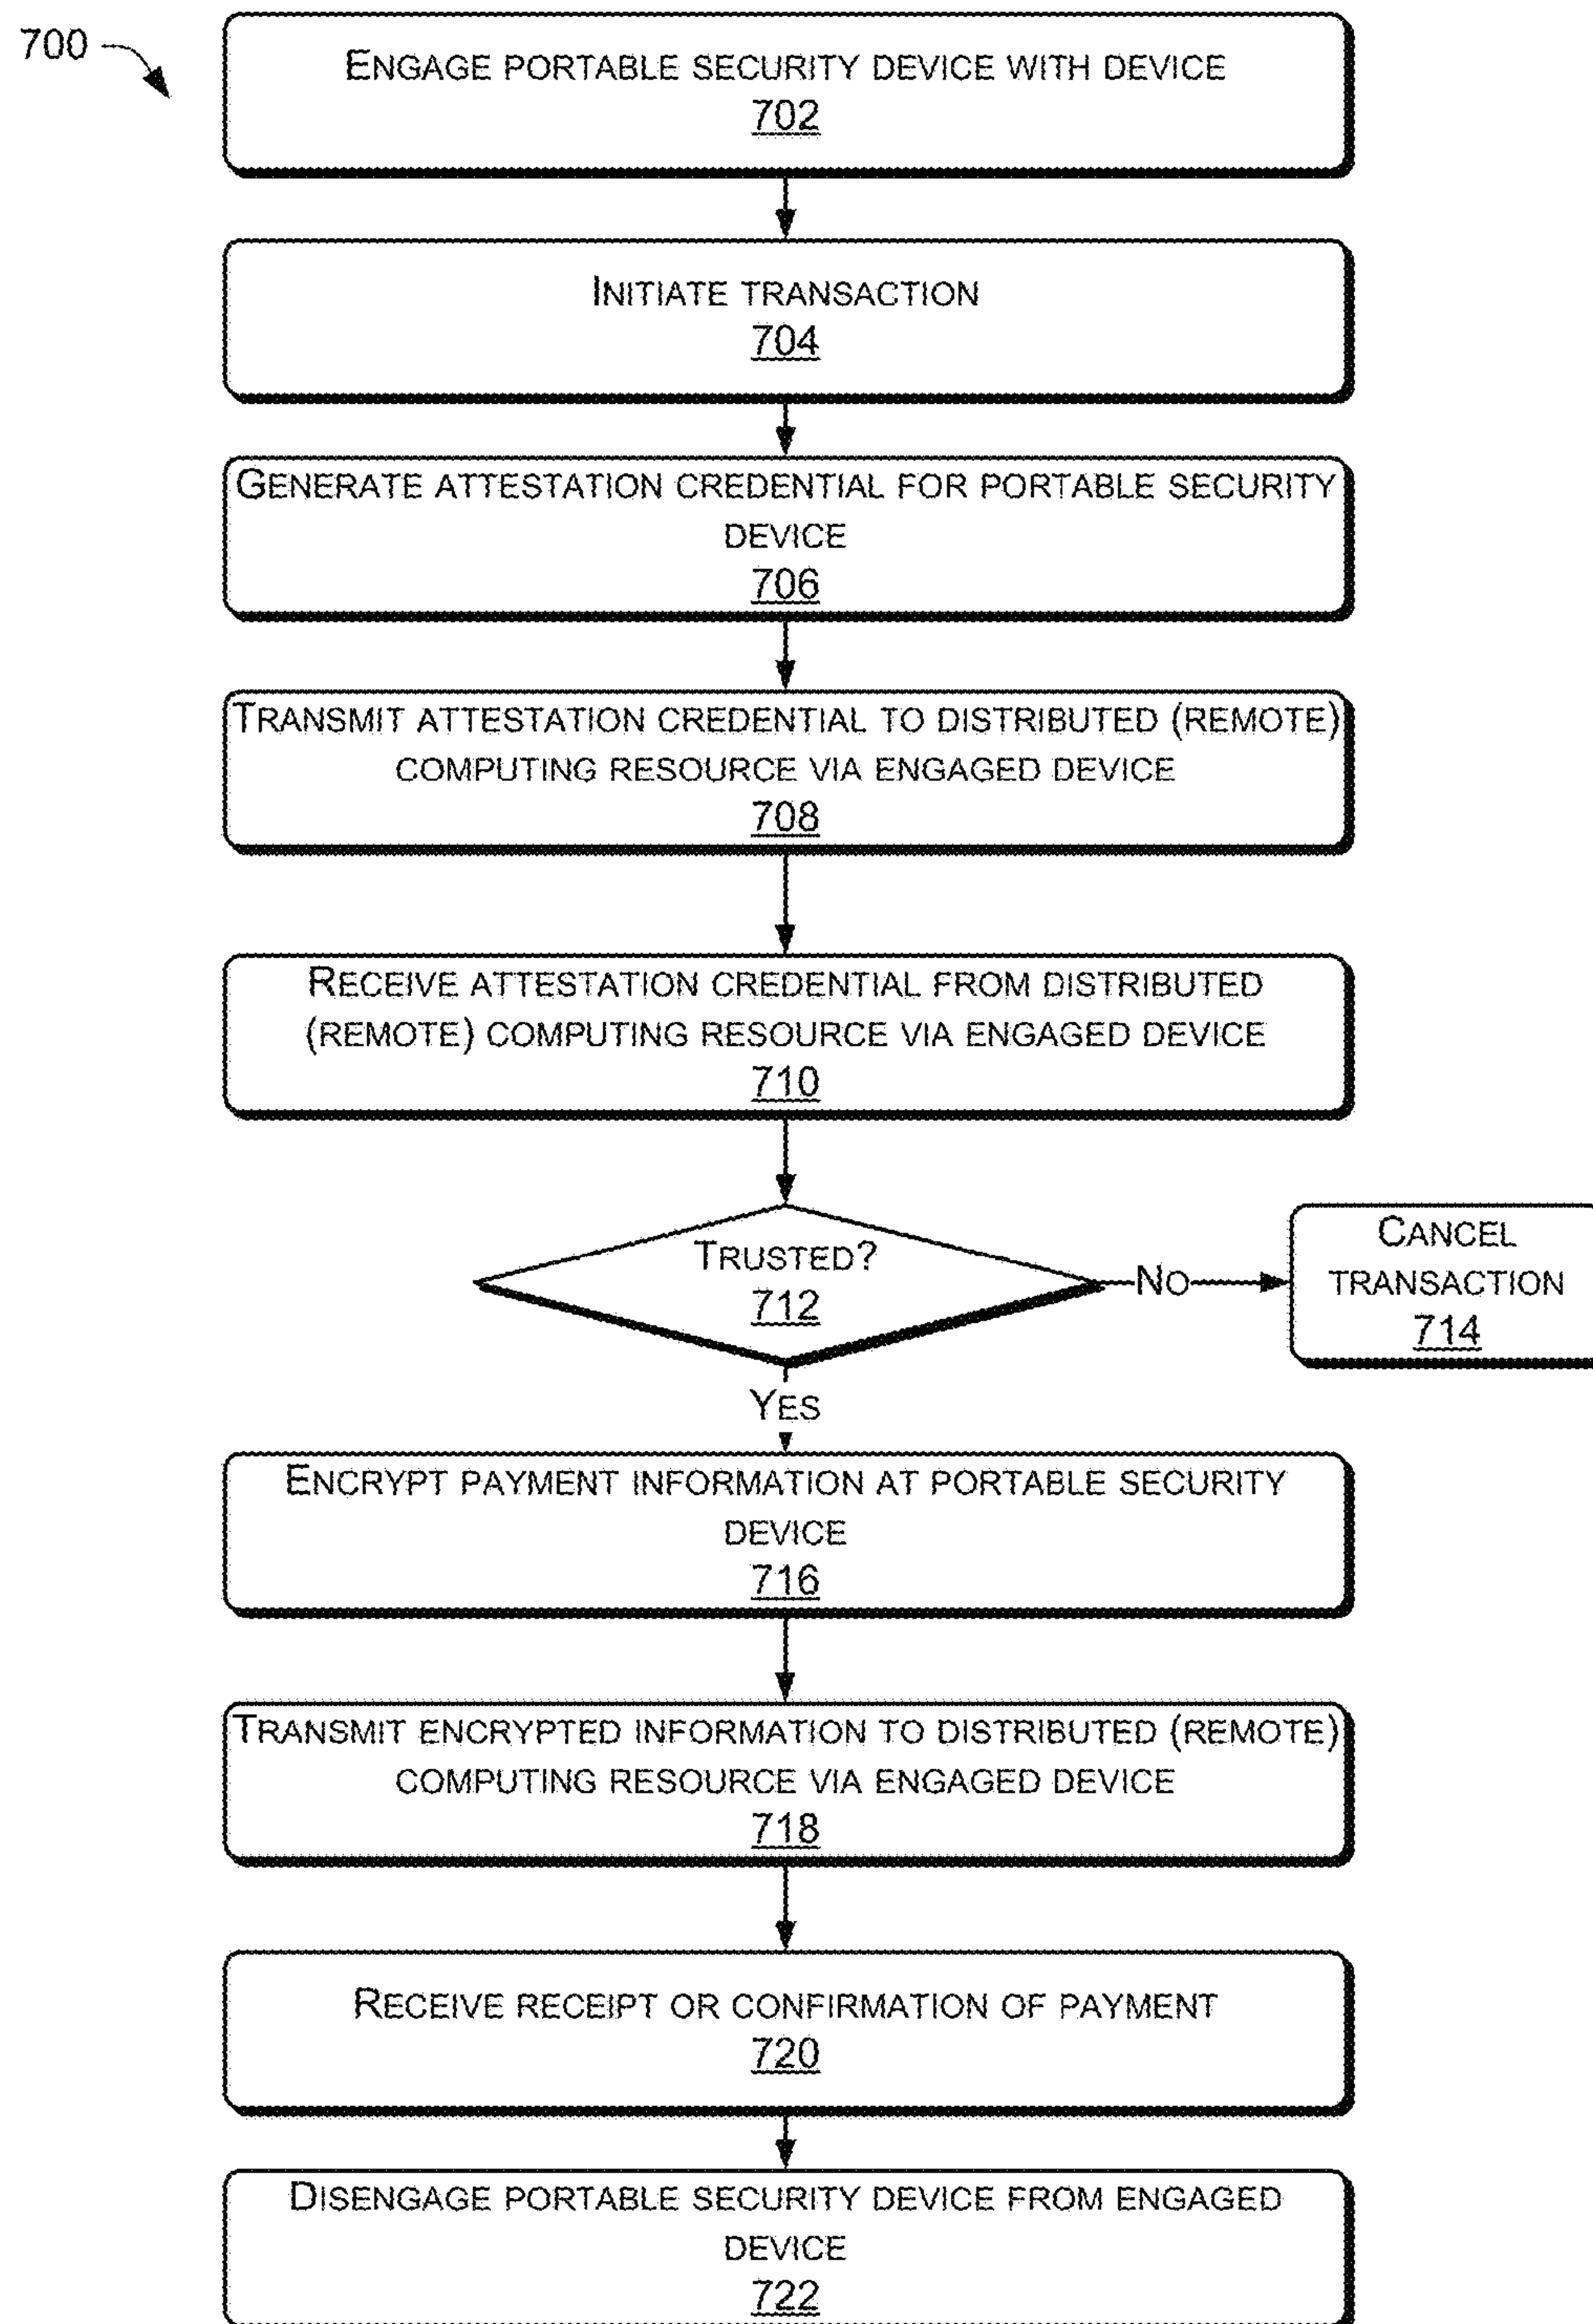 700
ENGAGE PORTABLE SECURITY DEVICE WITH DEVICE
702
INITIATE TRANSACTION
704
GENERATE ATTESTATION CREDENTIAL FOR PORTABLE SECURITY
DEVICE
706
TRANSMIT ATTESTATION CREDENTIAL TO DISTRIBUTED (REMOTE)
COMPUTING RESOURCE VIA ENGAGED DEVICE
708
RECEIVE ATTESTATION CREDENTIAL FROM DISTRIBUTED
(REMOTE) COMPUTING RESOURCE VIA ENGAGED DEVICE
710
TRUSTED?
712
NO
CANCEL
TRANSACTION
714
YES
ENCRYPT PAYMENT INFORMATION AT PORTABLE SECURITY
DEVICE
716
TRANSMIT ENCRYPTED INFORMATION TO DISTRIBUTED (REMOTE)
COMPUTING RESOURCE VIA ENGAGED DEVICE
718
RECEIVE RECEIPT OR CONFIRMATION OF PAYMENT
720
DISENGAGE PORTABLE SECURITY DEVICE FROM ENGAGED
DEVICE
722